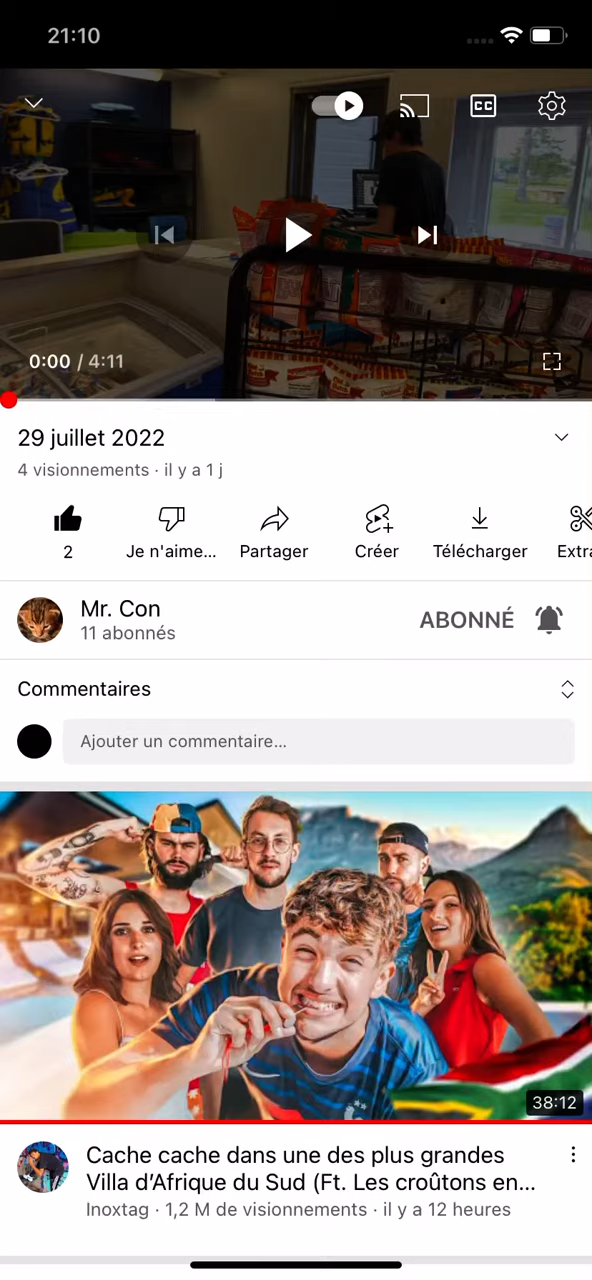 21:10
CC
0:00 / 4:11
29 juillet 2022
4 visionnements · il y a 1 j
2
Je n'aime...
Partager
Créer
Télécharger
Extra
Mr. Con
11 abonnés
ABONNÉ
Commentaires
Ajouter un commentaire...
38:12
Cache cache dans une des plus grandes
Villa d’Afrique du Sud (Ft. Les croûtons en...
Inoxtag · 1,2 M de visionnements · il y a 12 heures